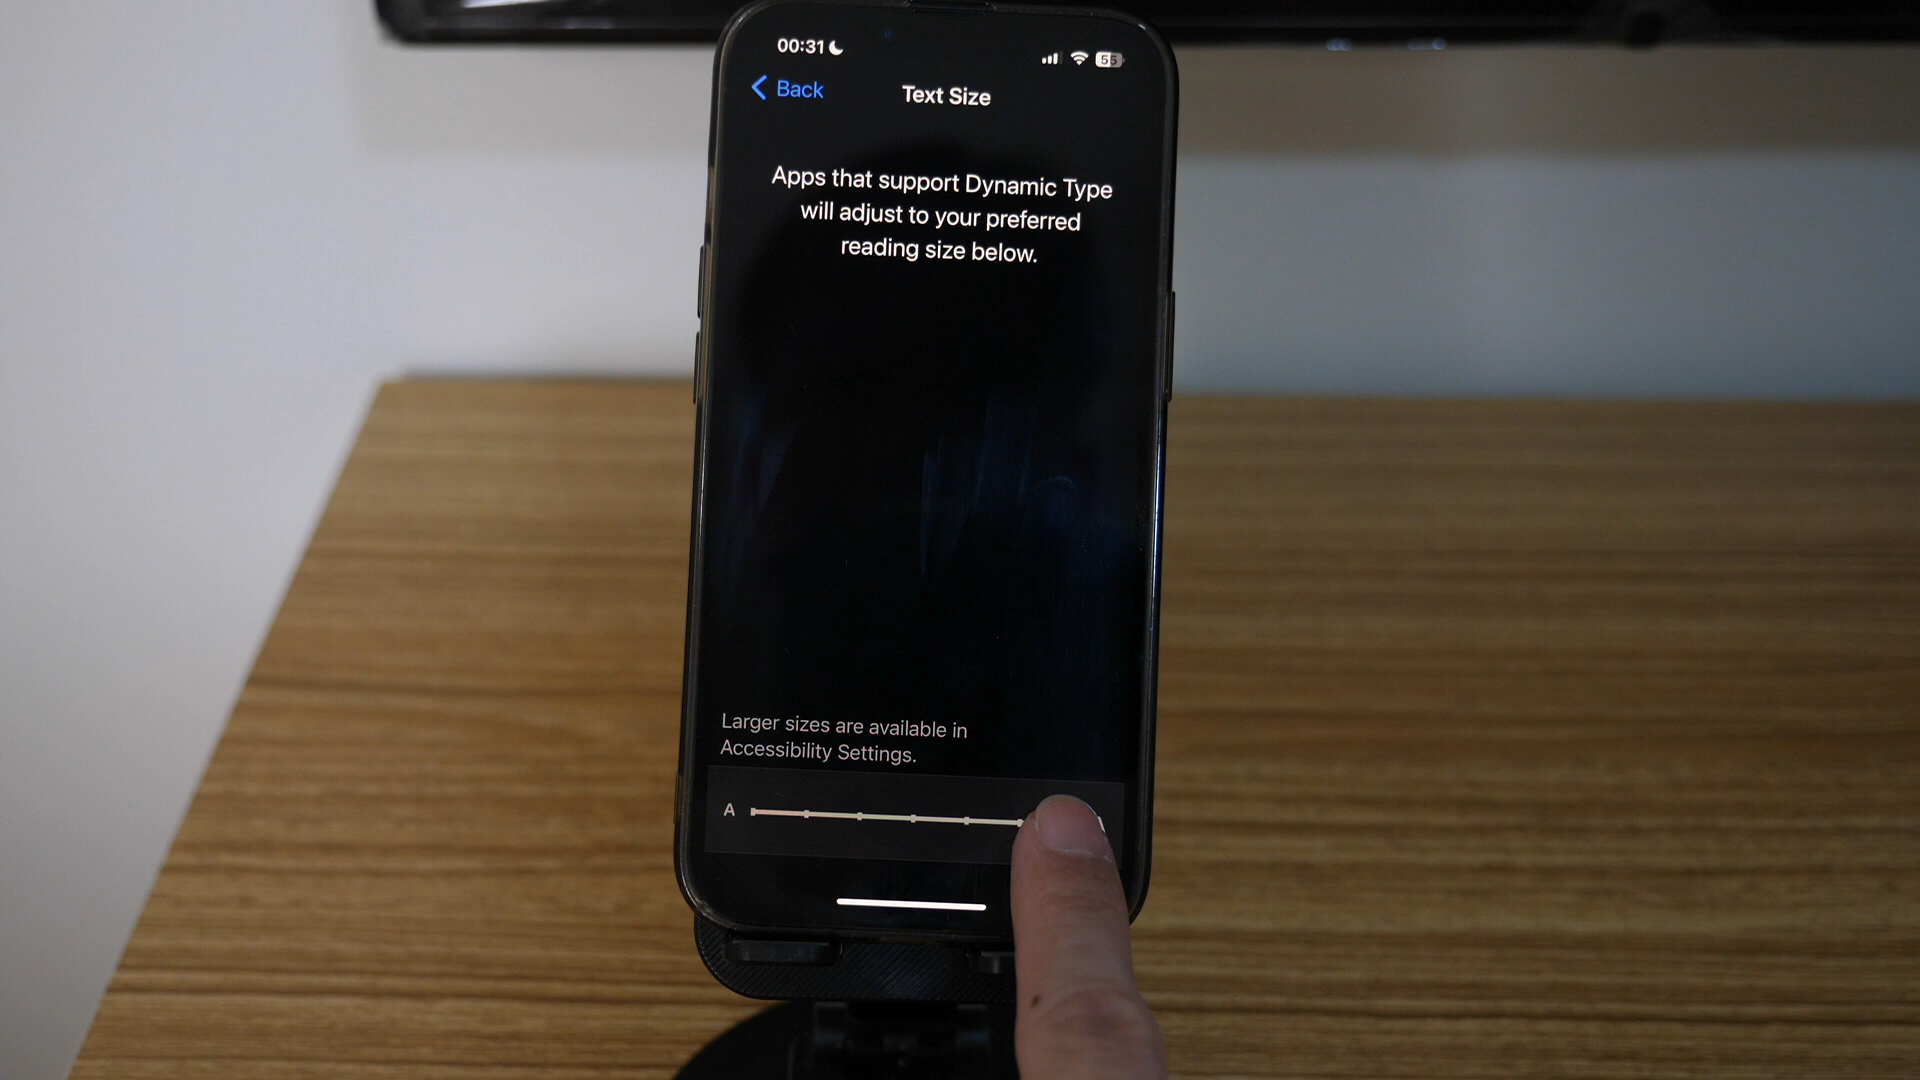 00:31
55
Back
Text Size
Apps that support Dynamic Type
will adjust to your preferred
reading size below.
Larger sizes are available in
Accessibility Settings.
A